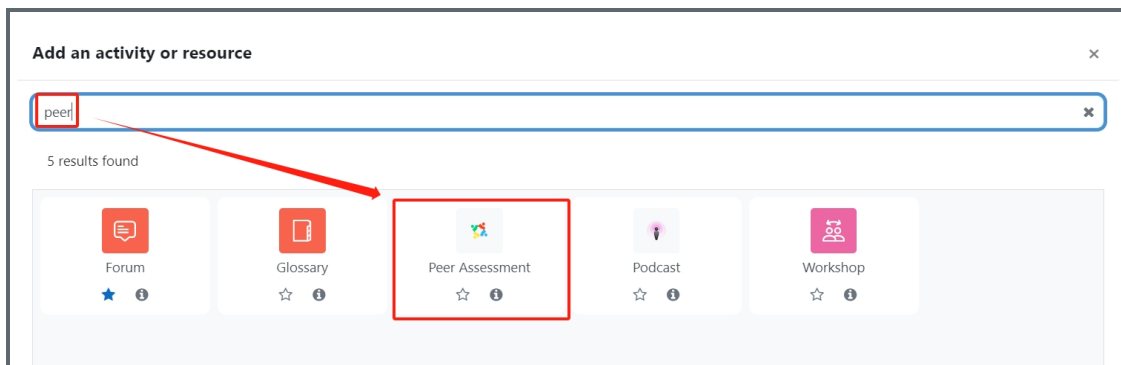 Add an activity or resource
peer
5 results found
Forum
Glossary
Peer Assessment
Podcast
Workshop